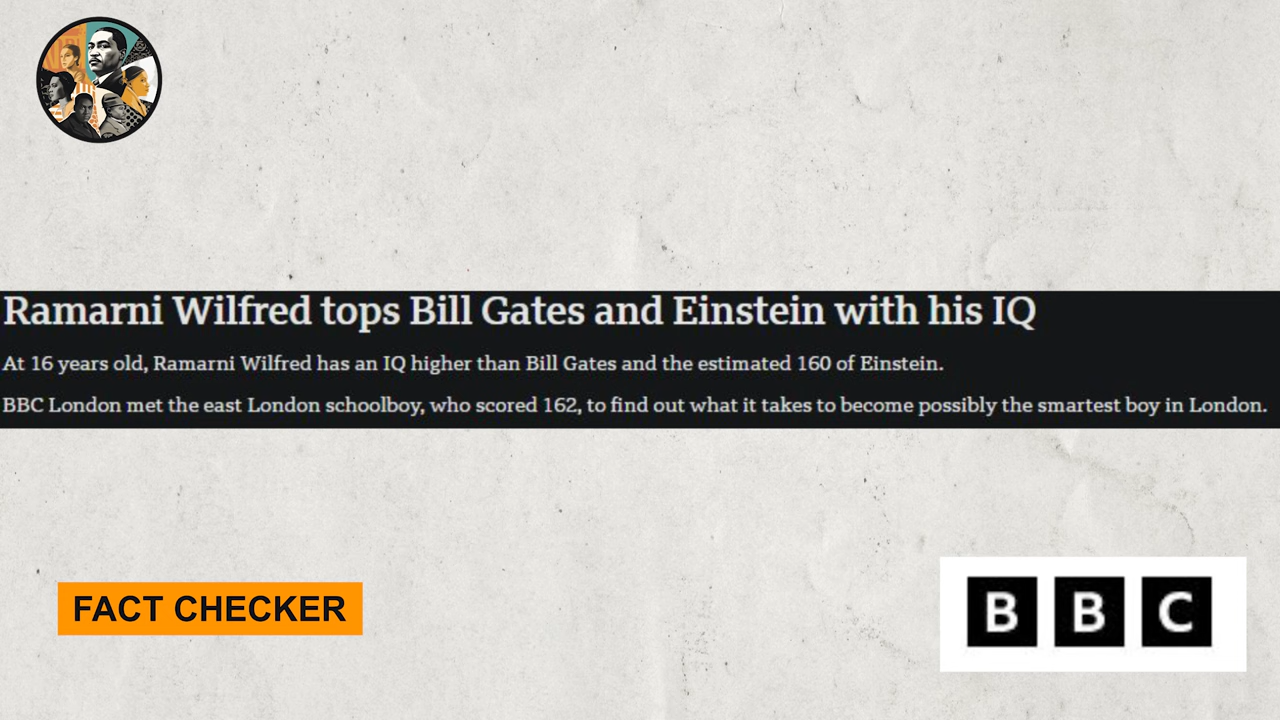 Ramarni Wilfred tops Bill Gates and Einstein with his IQ
At 16 years old, Ramarni Wilfred has an IQ higher than Bill Gates and the estimated 160 of Einstein.
BBC London met the east London schoolboy, who scored 162, to find out what it takes to become possibly the smartest boy in London.
FACT CHECKER
BBC